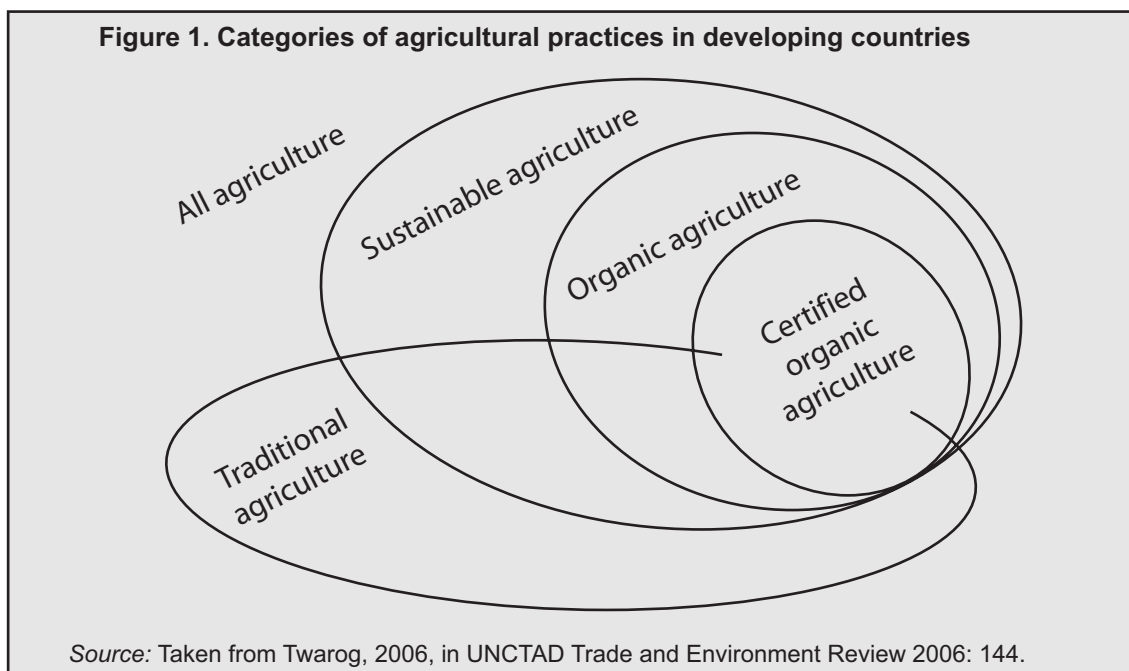 Figure 1. Categories of agricultural practices in developing countries
All agriculture
Sustainable agriculture
Organic agriculture
Certified
organic
agriculture
Traditional
agriculture
Source: Taken from Twarog, 2006, in UNCTAD Trade and Environment Review 2006: 144.